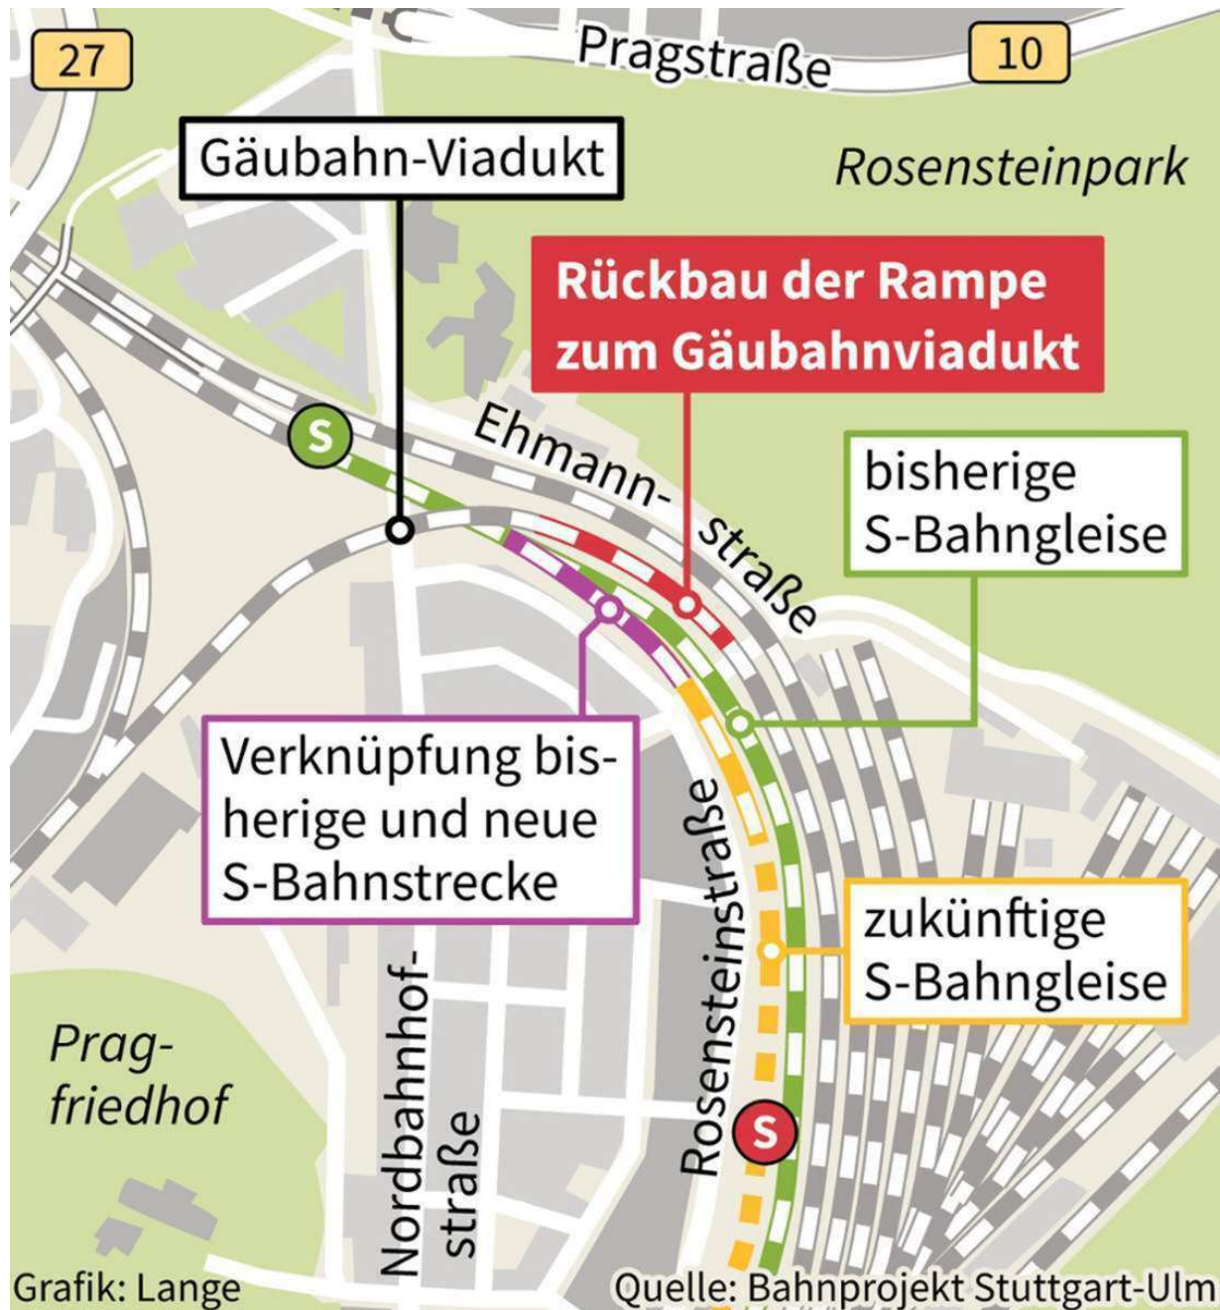 27
Pragstraße
10
Gäubahn-Viadukt
Rosensteinpark
Rückbau der Rampe
zum Gäubahnviadukt
S
Ehmann-
straße
bisherige
S-Bahngleise
Verknüpfung bis-
herige und neue
S-Bahnstrecke
Rosensteinstraße
zukünftige
S-Bahngleise
Prag-
friedhof
Nordbahnhof-
straße
S
Grafik: Lange
Quelle: Bahnprojekt Stuttgart-Ulm